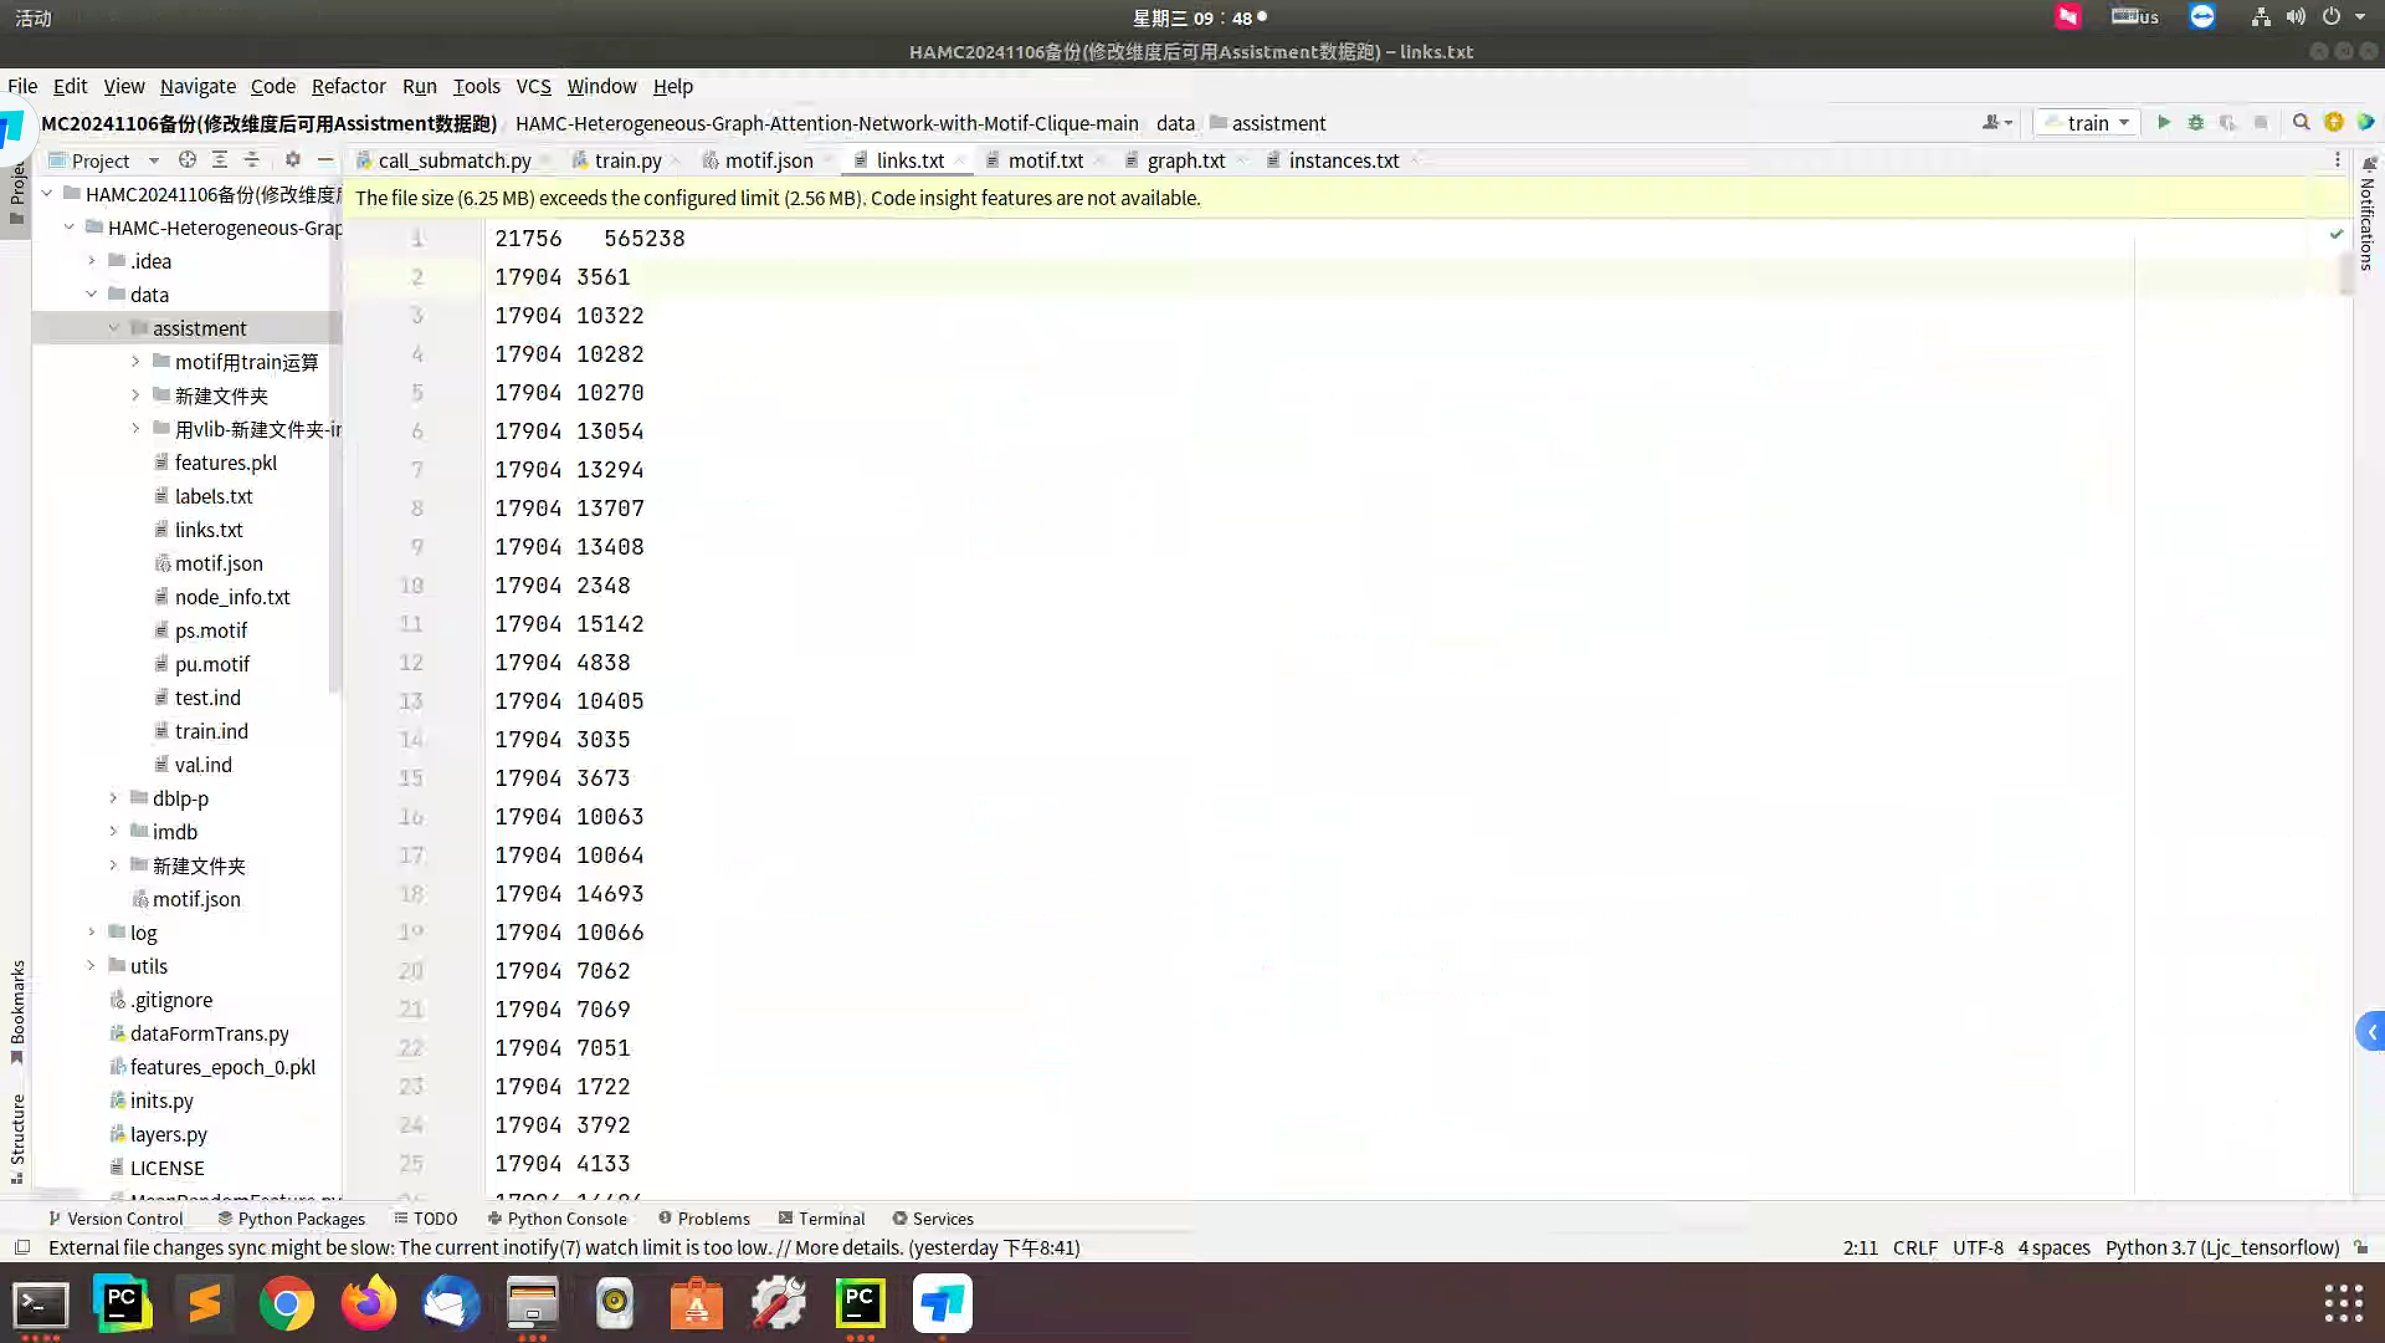 活动
星期三 09：48
us
HAMC20241106备份(修改维度后可用Assistment数据跑) – links.txt
File Edit View Navigate Code Refactor Run Tools VCS Window Help
MC20241106备份(修改维度后可用Assistment数据跑) HAMC-Heterogeneous-Graph-Attention-Network-with-Motif-Clique-main data assistment
train
Project
call_submatch.py train.py motif.json links.txt motif.txt graph.txt instances.txt
The file size (6.25 MB) exceeds the configured limit (2.56 MB). Code insight features are not available.
Notifications
Bookmarks
Structure
HAMC20241106备份(修改维度
HAMC-Heterogeneous-Grap
.idea
data
assistment
motif用train运算
新建文件夹
用vlib-新建文件夹-in
features.pkl
labels.txt
links.txt
motif.json
node_info.txt
ps.motif
pu.motif
test.ind
train.ind
val.ind
dblp-p
imdb
新建文件夹
motif.json
log
utils
.gitignore
dataFormTrans.py
features_epoch_0.pkl
inits.py
layers.py
LICENSE
MeanRandomFeature.py
1 21756 565238
2 17904 3561
3 17904 10322
4 17904 10282
5 17904 10270
6 17904 13054
7 17904 13294
8 17904 13707
9 17904 13408
10 17904 2348
11 17904 15142
12 17904 4838
13 17904 10405
14 17904 3035
15 17904 3673
16 17904 10063
17 17904 10064
18 17904 14693
19 17904 10066
20 17904 7062
21 17904 7069
22 17904 7051
23 17904 1722
24 17904 3792
25 17904 4133
Version Control Python Packages TODO Python Console Problems Terminal Services
External file changes sync might be slow: The current inotify(7) watch limit is too low. // More details. (yesterday 下午8:41)
2:11 CRLF UTF-8 4 spaces Python 3.7 (Ljc_tensorflow)
PC
PC